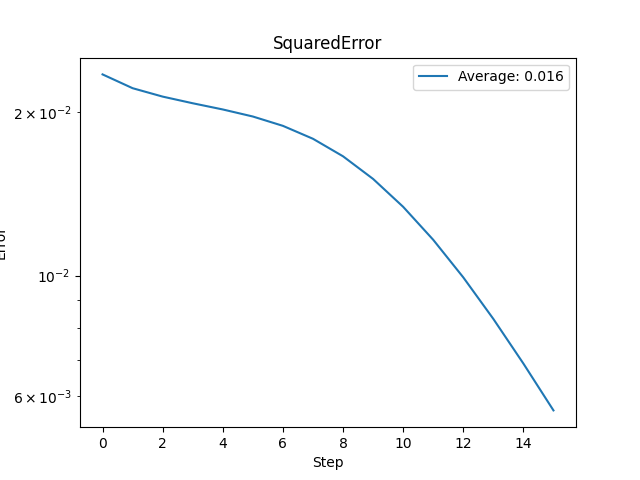 SquaredError
Average: 0.016
2 × 10⁻²
10⁻²
6 × 10⁻³
Error
0 2 4 6 8 10 12 14
Step